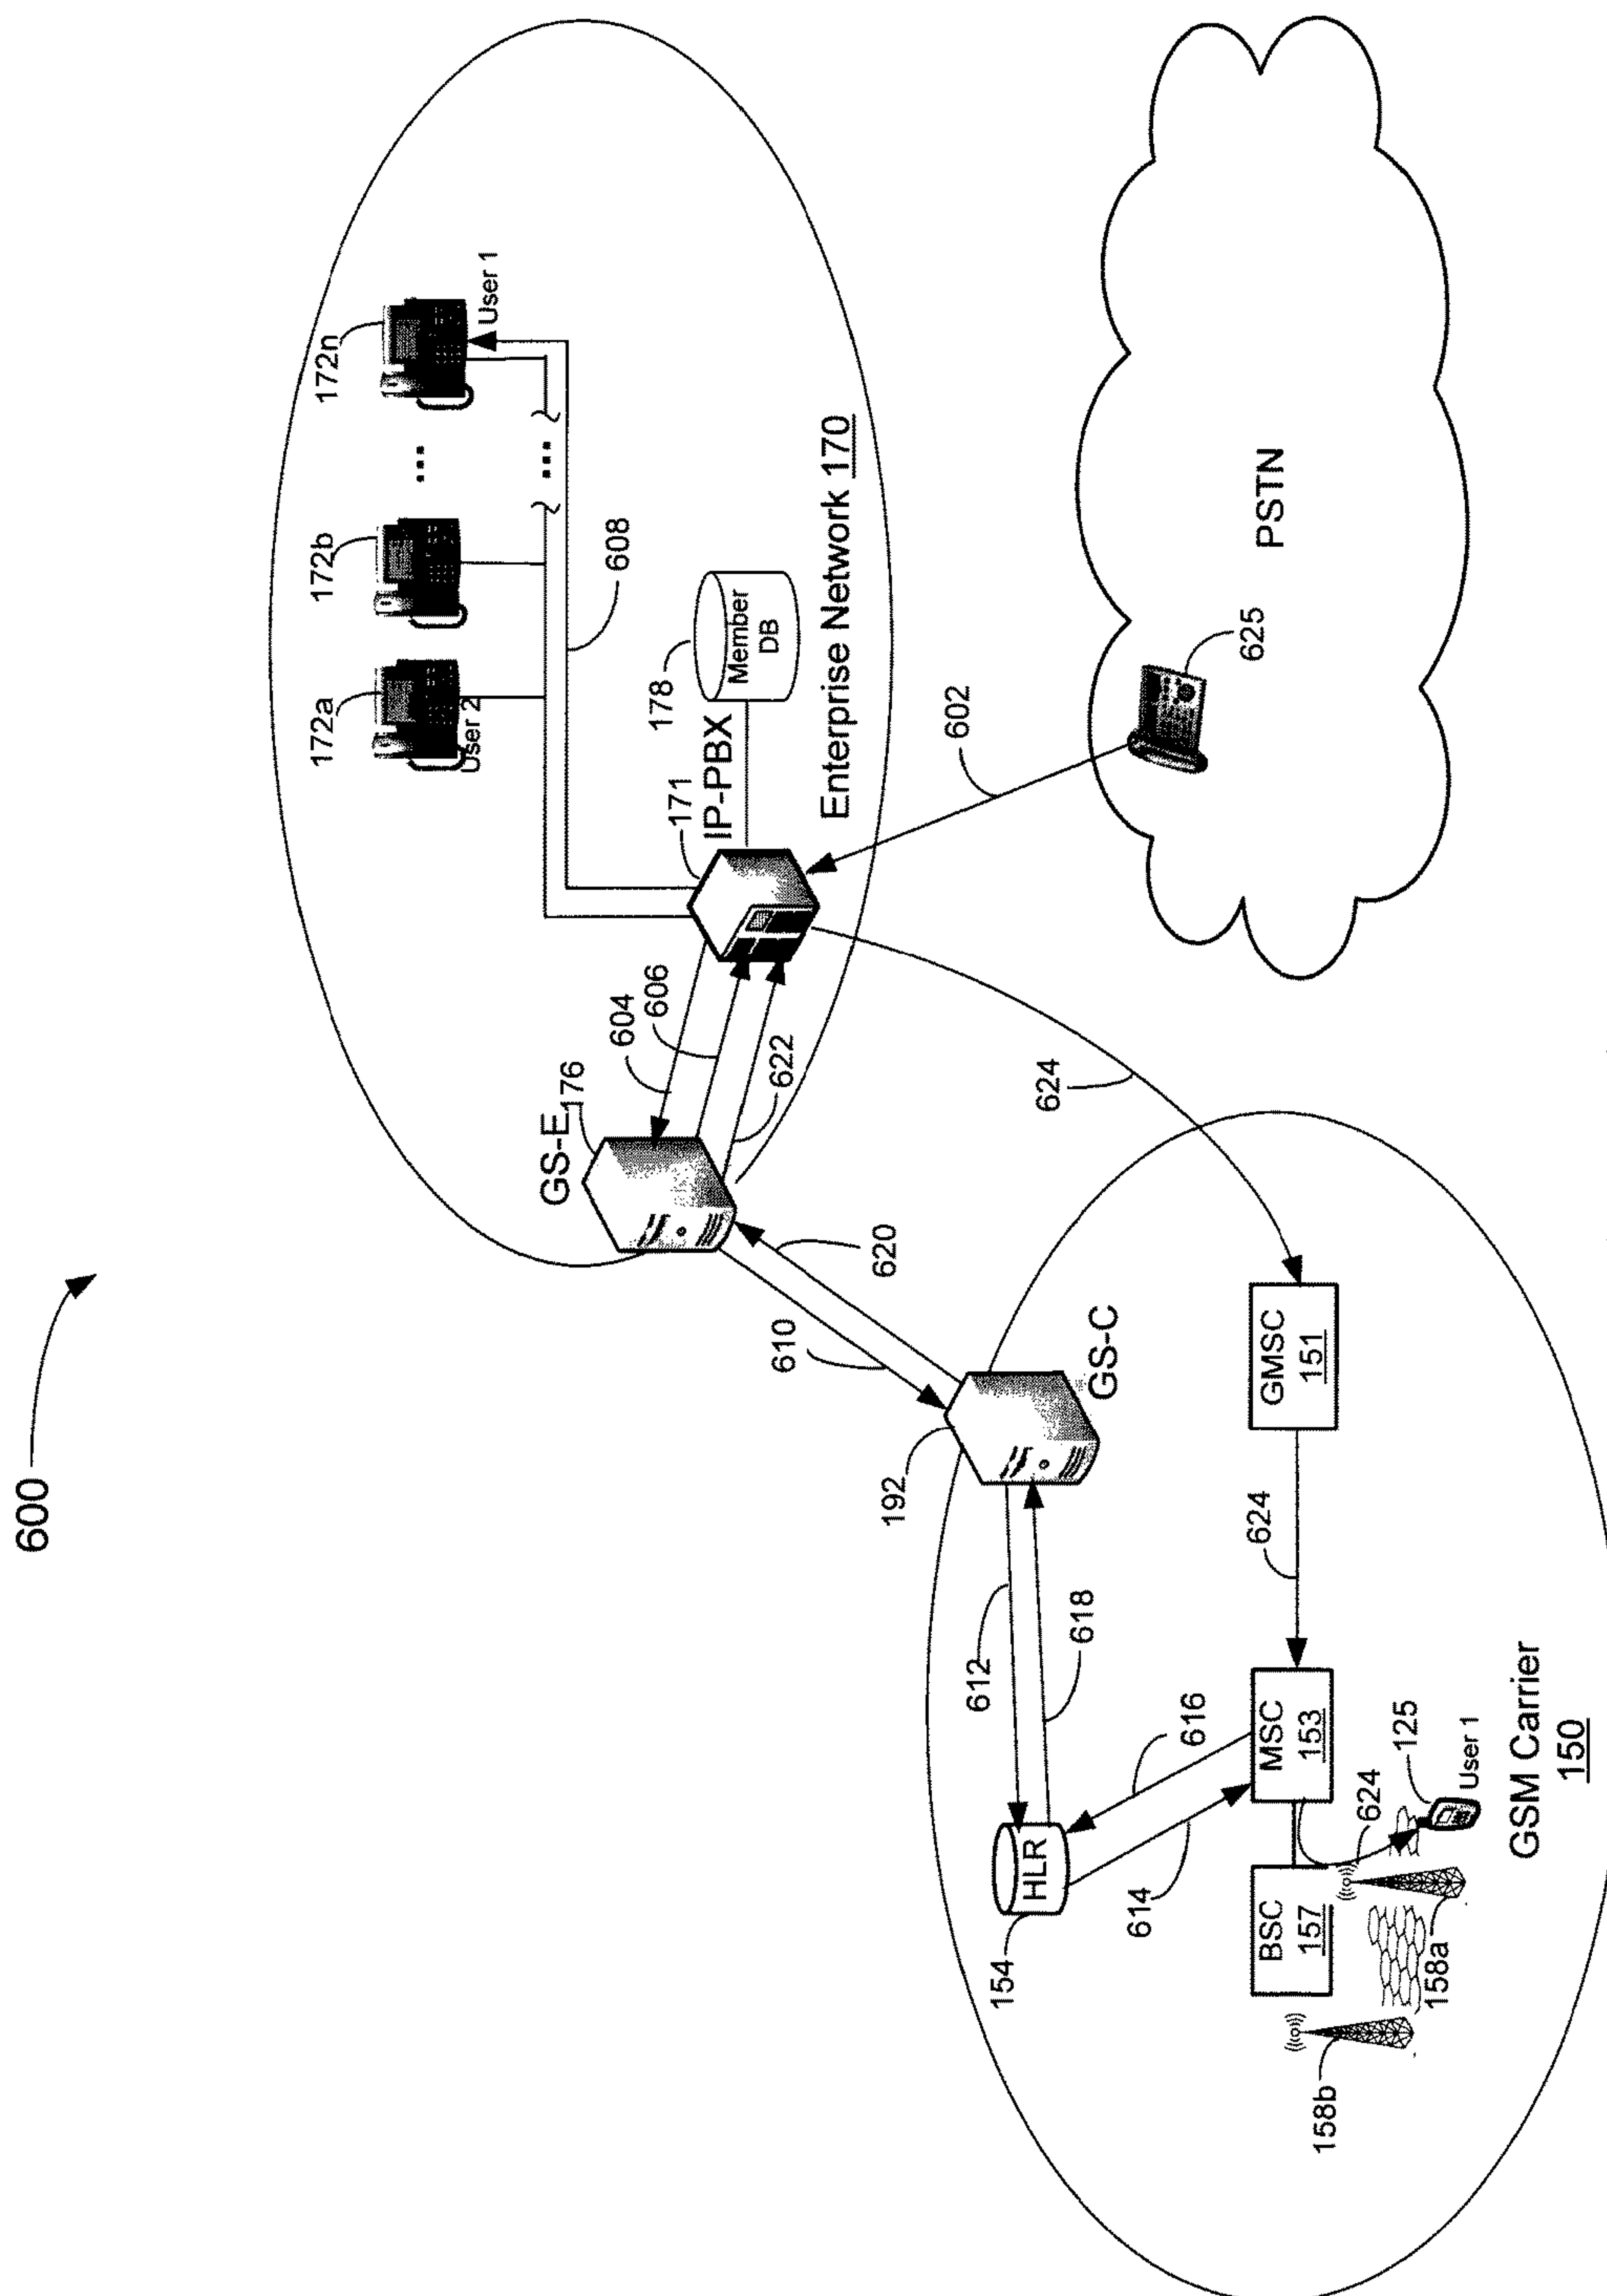 600
172a
172b
...
172n
User 2
User 1
...
608
178
Member
DB
171
IP-PBX
Enterprise Network 170
GS-E
176
604
606
622
602
625
PSTN
624
610
620
192
GS-C
612
618
154
HLR
614
616
GMSC
151
624
MSC
153
BSC
157
624
125
User 1
158a
158b
GSM Carrier
150